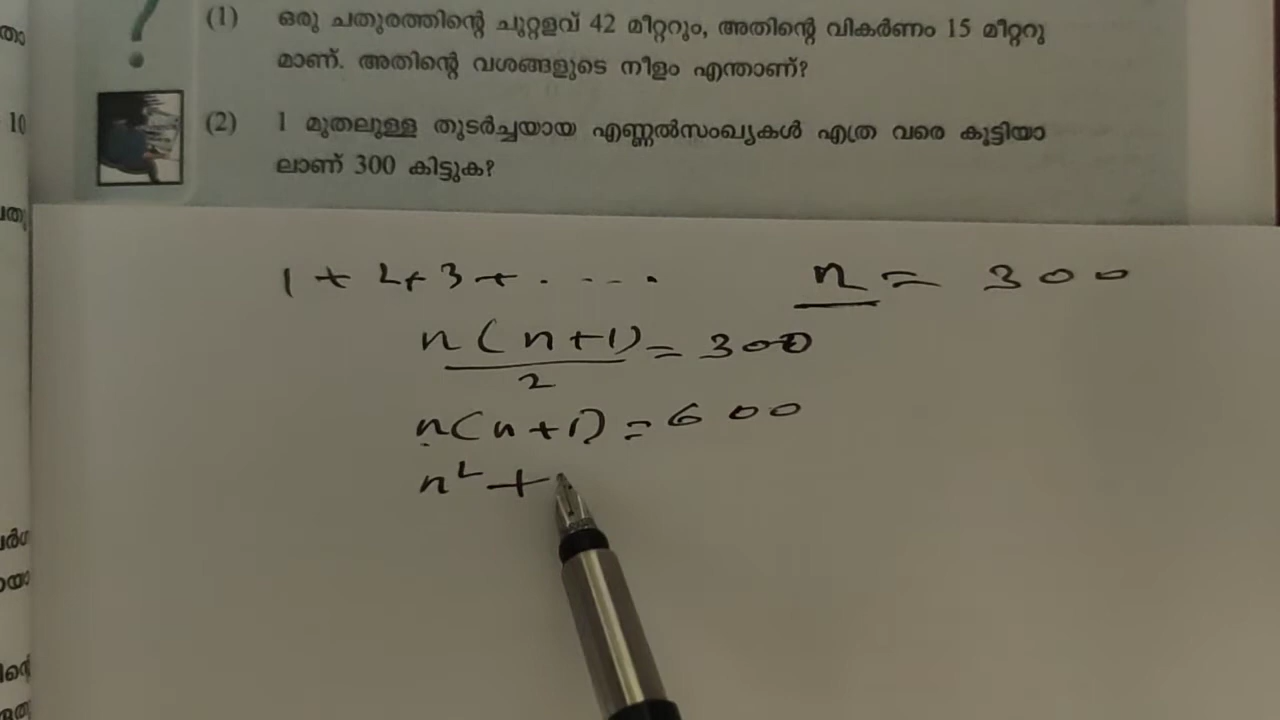 (1) ഒരു ചതുരത്തിന്റെ ചുറ്റളവ് 42 മീറ്ററും, അതിന്റെ വികർണം 15 മീറ്ററു
മാണ്. അതിന്റെ വശങ്ങളുടെ നീളം എന്താണ്?
10
(2) 1 മുതലുള്ള തുടർച്ചയായ എണ്ണൽസംഖ്യകൾ എത്ര വരെ കൂട്ടിയാ
ലാണ് 300 കിട്ടുക?
1 + 2 + 3 + . . . . . n = 300
n(n+1)/2 = 300
n(n+1) = 600
n² +